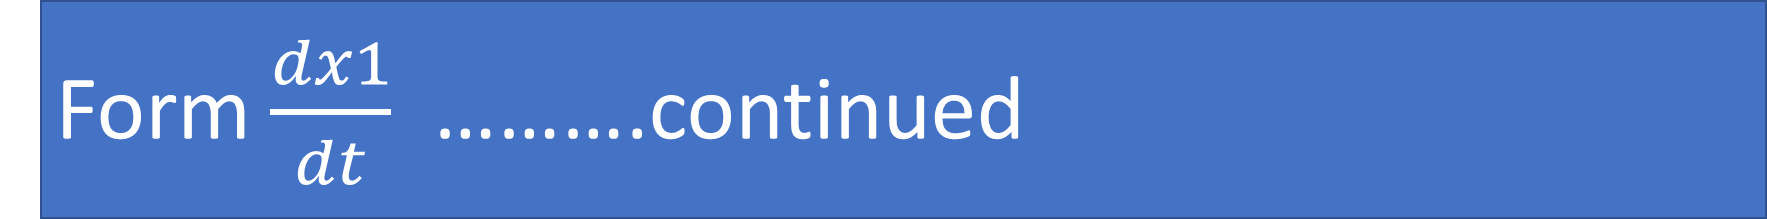 Form dx1/dt ..........continued